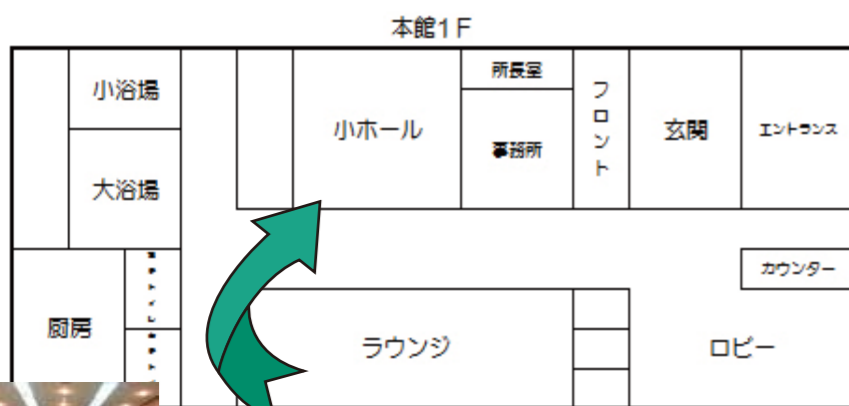 本館1F
小浴場
大浴場
小ホール
所長室
事務所
フロント
玄関
エントランス
カウンター
厨房
ラウンジ
ロビー